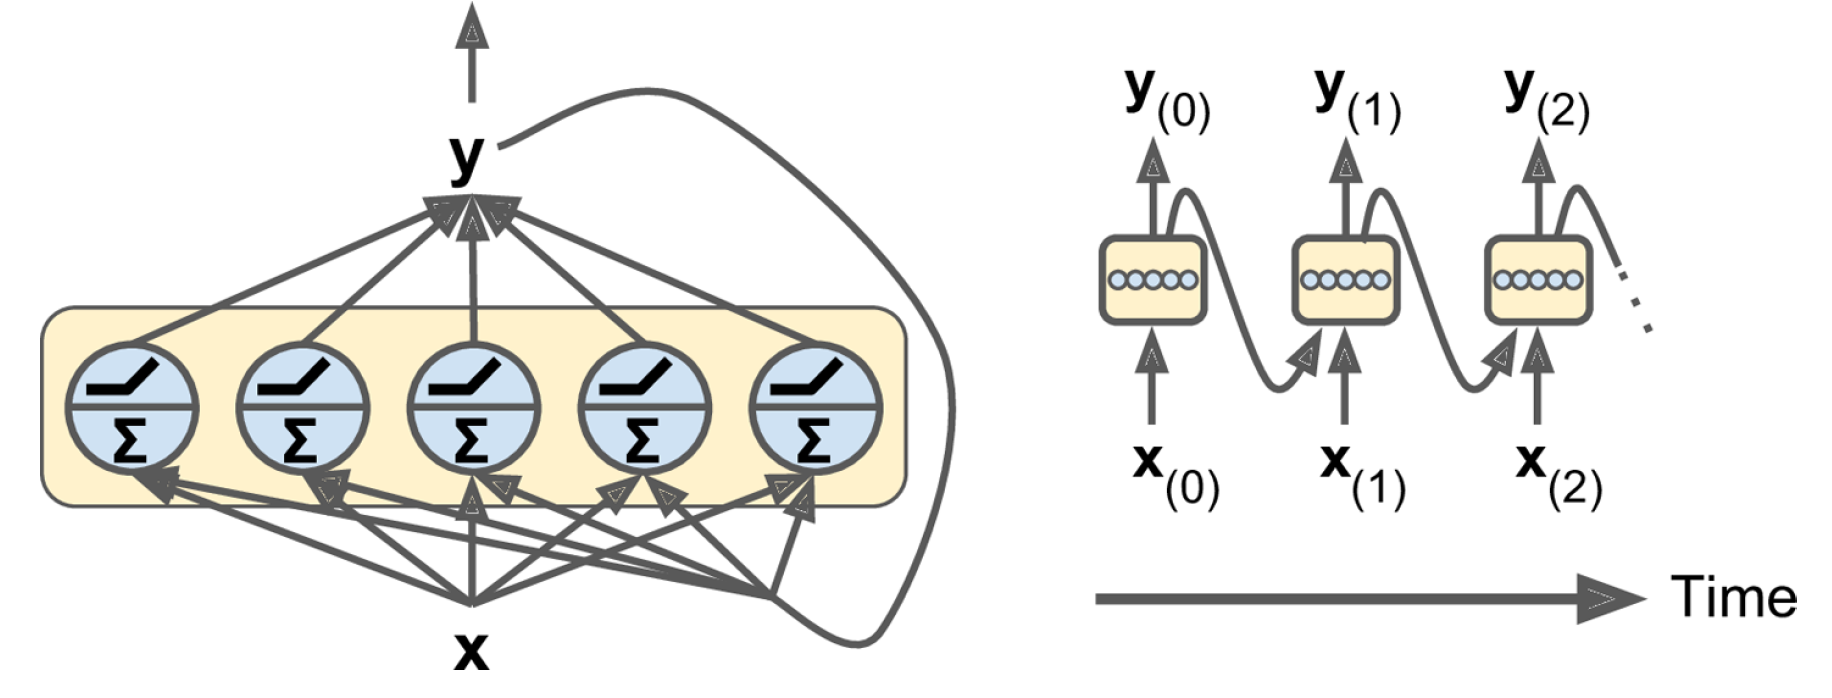 y
Σ Σ Σ Σ Σ
x
y(0) y(1) y(2)
x(0) x(1) x(2)
Time